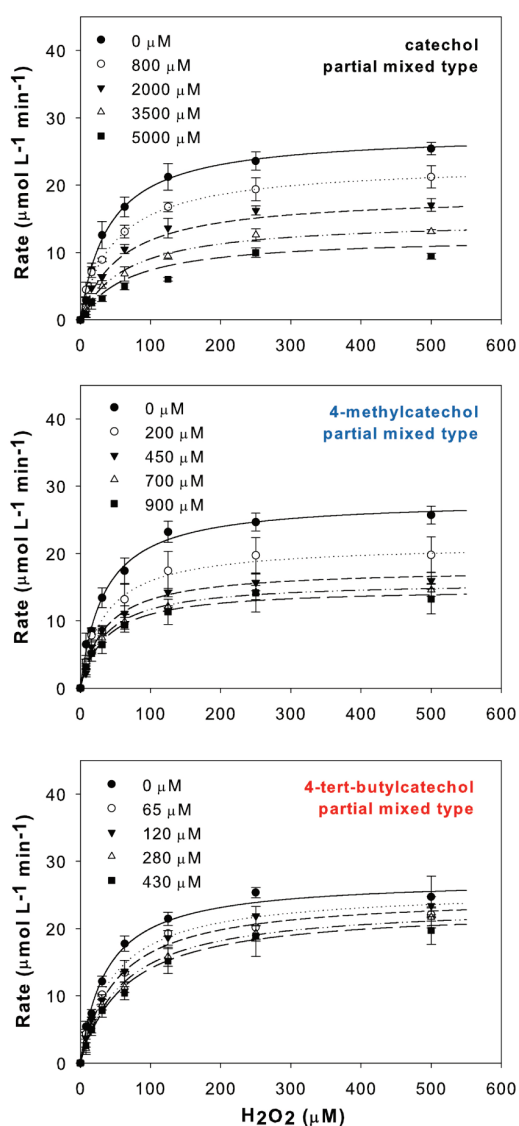 catechol
partial mixed type
0 μM
800 μM
2000 μM
3500 μM
5000 μM
Rate (μmol L-1 min-1)
40
30
20
10
0
0 100 200 300 400 500 600
4-methylcatechol
partial mixed type
0 μM
200 μM
450 μM
700 μM
900 μM
Rate (μmol L-1 min-1)
40
30
20
10
0
0 100 200 300 400 500 600
4-tert-butylcatechol
partial mixed type
0 μM
65 μM
120 μM
280 μM
430 μM
Rate (μmol L-1 min-1)
40
30
20
10
0
0 100 200 300 400 500 600
H2O2 (μM)